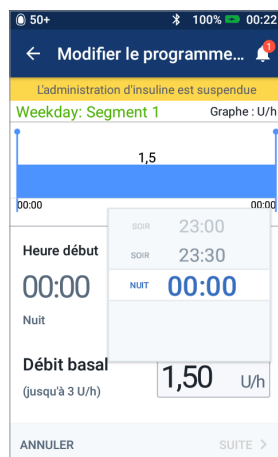 50+ 100% 00:22
Modifier le programme... 1
L'administration d'insuline est suspendue
Weekday: Segment 1 Graphe : U/h
1,5
00:00 00:00
SOIR 23:00
Heure début SOIR 23:30
00:00 NUIT 00:00
Nuit
Débit basal
(jusqu'à 3 U/h) 1,50 U/h
ANNULER SUITE >